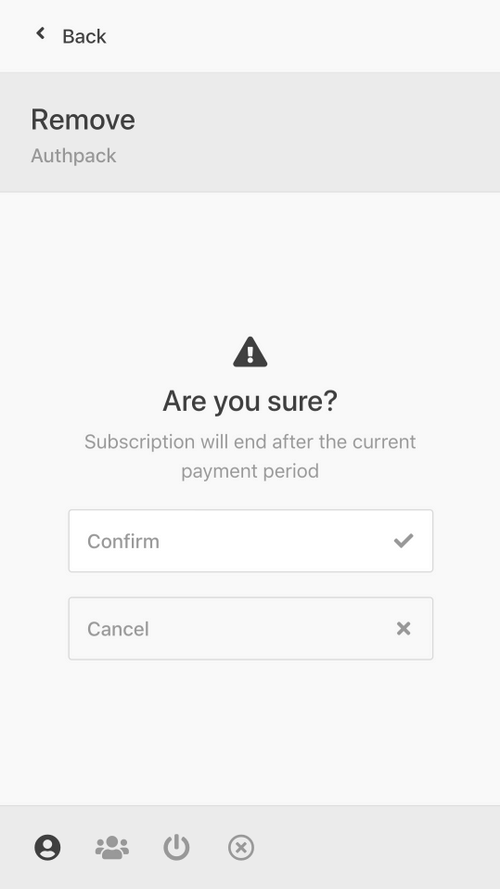 Back
Remove
Authpack
Are you sure?
Subscription will end after the current
payment period
Confirm
Cancel